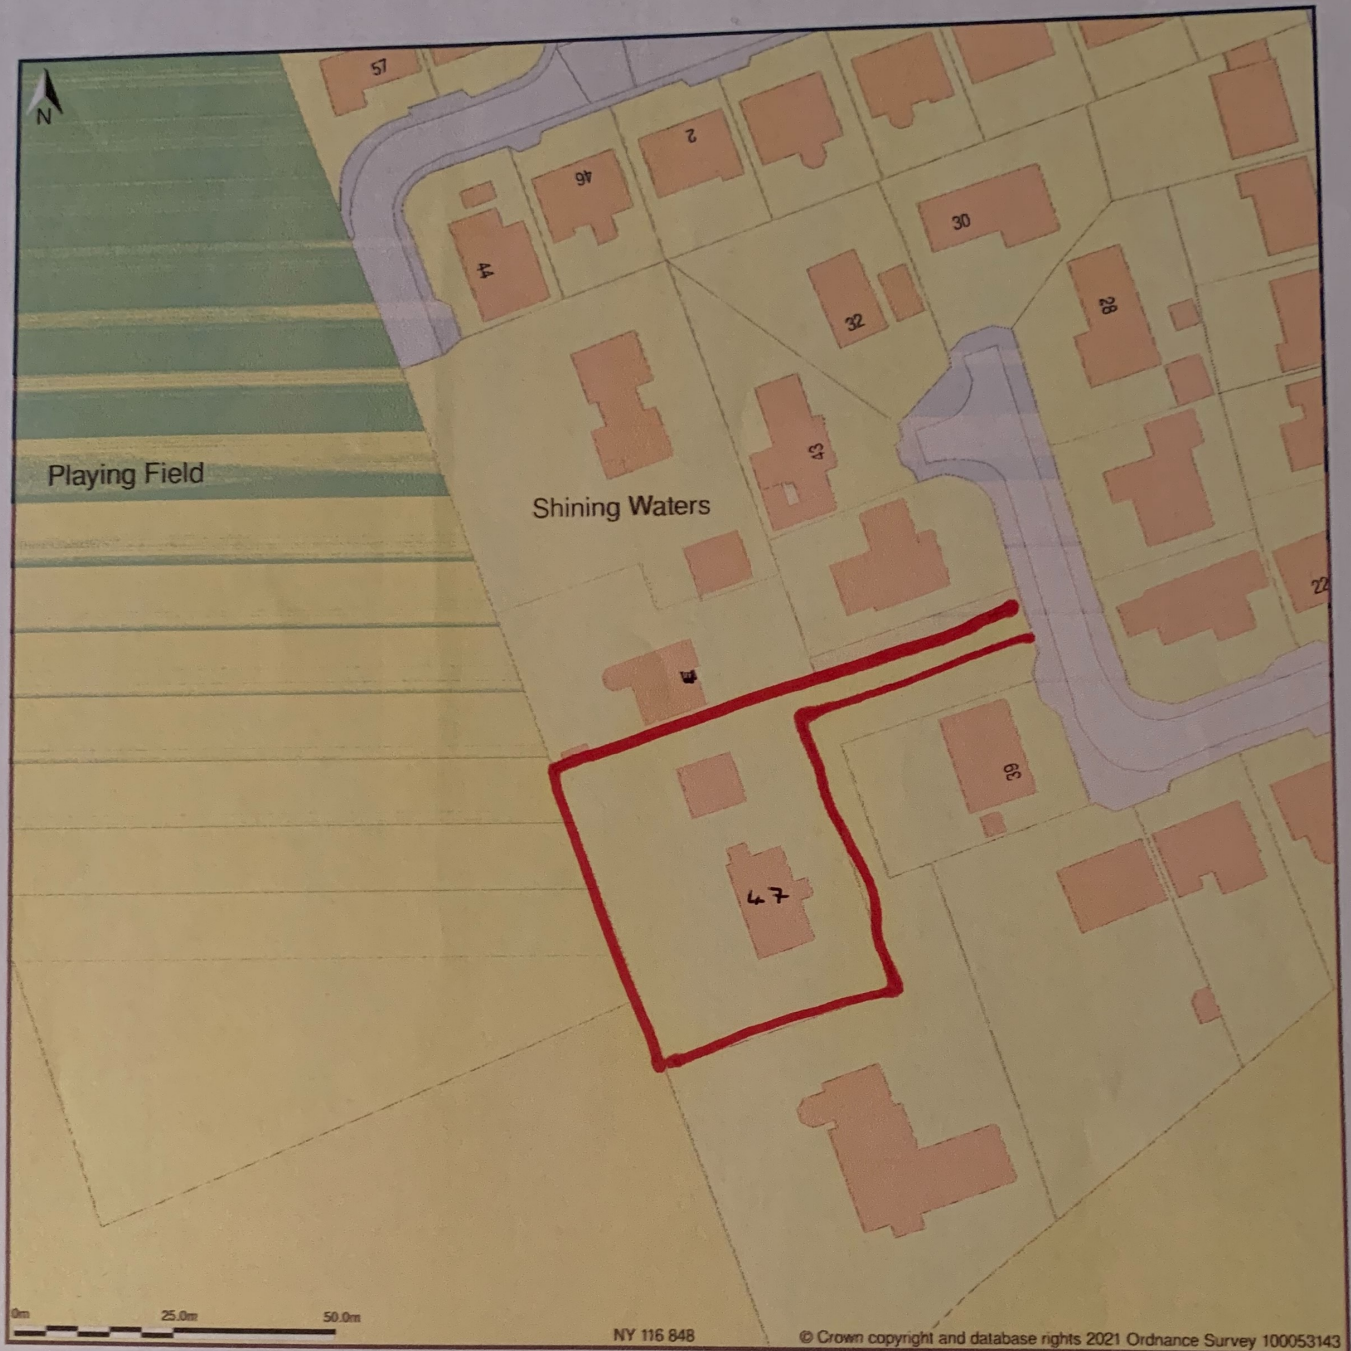 57
N
2
46
30
44
28
32
43
Playing Field
Shining Waters
22
39
47
0m 25.0m 50.0m
NY 116 848
© Crown copyright and database rights 2021 Ordnance Survey 100053143